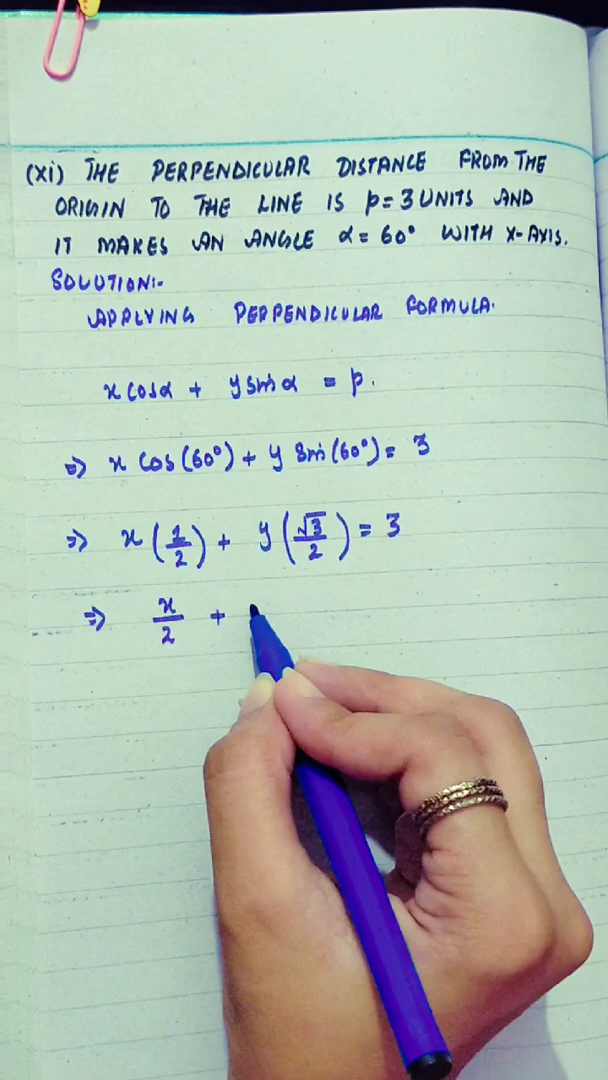 (xi) THE PERPENDICULAR DISTANCE FROM THE
ORIGIN TO THE LINE IS p=3 UNITS AND
IT MAKES AN ANGLE α=60° WITH X-AXIS.
SOLUTION:-
APPLYING PERPENDICULAR FORMULA.
x cosα + y sinα = p.
⇒ x cos(60°) + y sin(60°) = 3
⇒ x(1/2) + y(√3/2) = 3
⇒ x/2 +